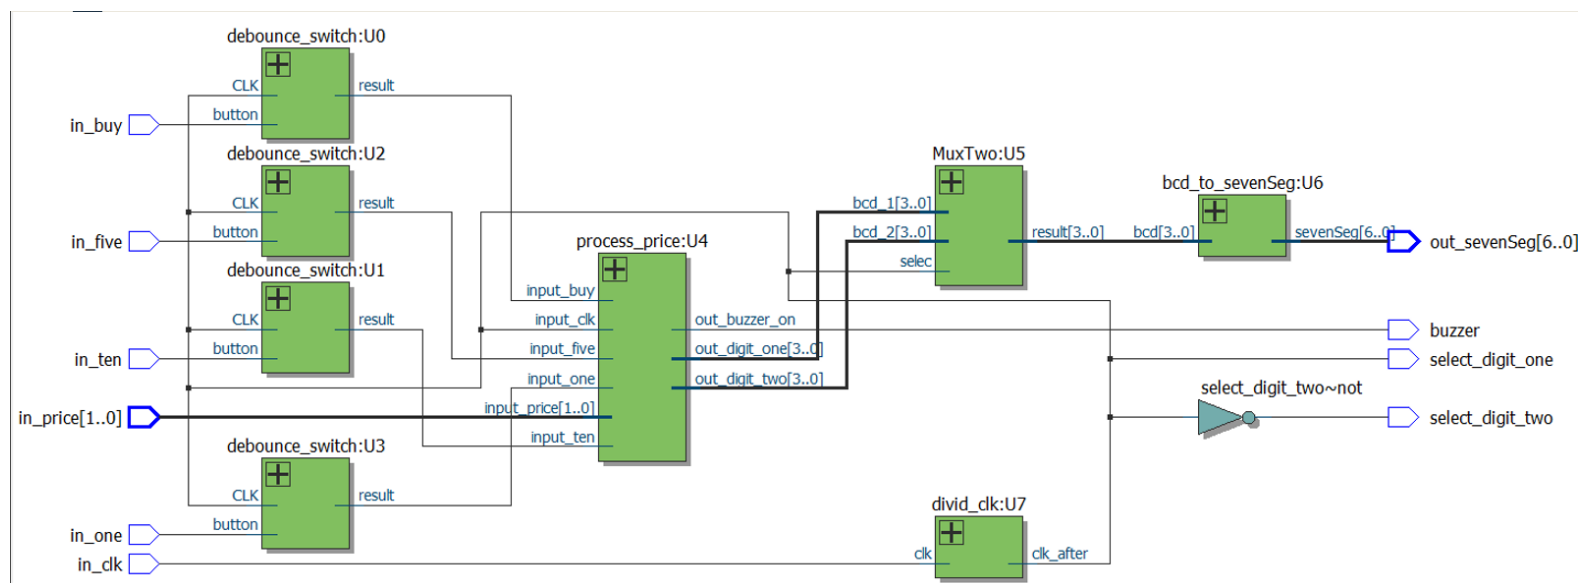 debounce_switch:U0
CLK
result
button
in_buy
debounce_switch:U2
CLK
result
button
in_five
debounce_switch:U1
CLK
result
button
in_ten
in_price[1..0]
debounce_switch:U3
CLK
result
button
in_one
in_clk
process_price:U4
input_buy
input_clk
input_five
input_one
input_price[1..0]
input_ten
out_buzzer_on
out_digit_one[3..0]
out_digit_two[3..0]
MuxTwo:U5
bcd_1[3..0]
bcd_2[3..0]
selec
result[3..0]
bcd_to_sevenSeg:U6
bcd[3..0]
sevenSeg[6..0]
out_sevenSeg[6..0]
buzzer
select_digit_one
select_digit_two~not
select_digit_two
divid_clk:U7
clk
clk_after